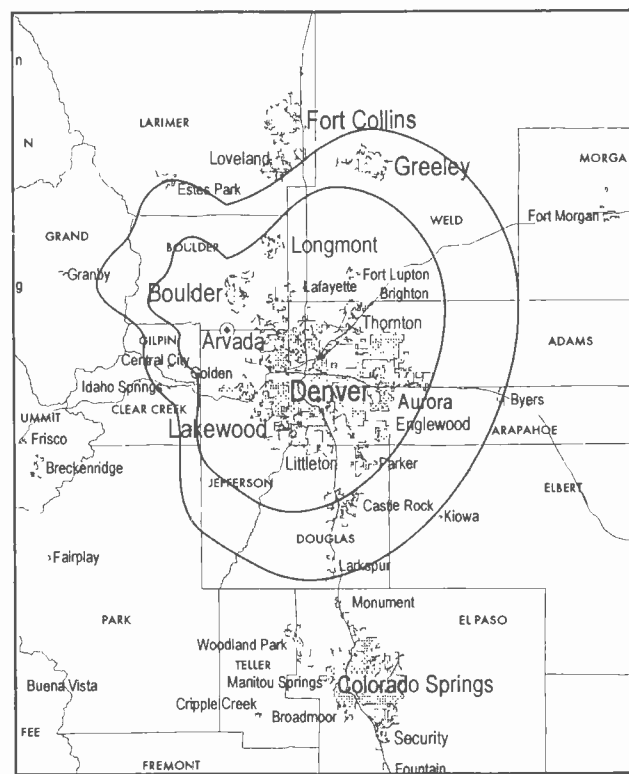 n
Fort Collins
LARIMER
N
Loveland
Greeley
MORGA
Estes Park
WELD
Fort Morgan
GRAND
BOULDER
Longmont
Granby
Fort Lupton
g
Boulder
Lafayette
Brighton
Thornton
Arvada
GILPIN
ADAMS
Central City
Golden
Idaho Springs
Denver
Aurora
Byers
CLEAR CREEK
UMMIT
Englewood
Lakewood
ARAPAHOE
Frisco
Breckenridge
Littleton
Parker
JEFFERSON
ELBERT
Castle Rock
Kiowa
DOUGLAS
Fairplay
Larkspur
Monument
PARK
EL PASO
Woodland Park
TELLER
Manitou Springs
Colorado Springs
Buena Vista
Cripple Creek
Broadmoor
FEE
Security
FREMONT
Fountain